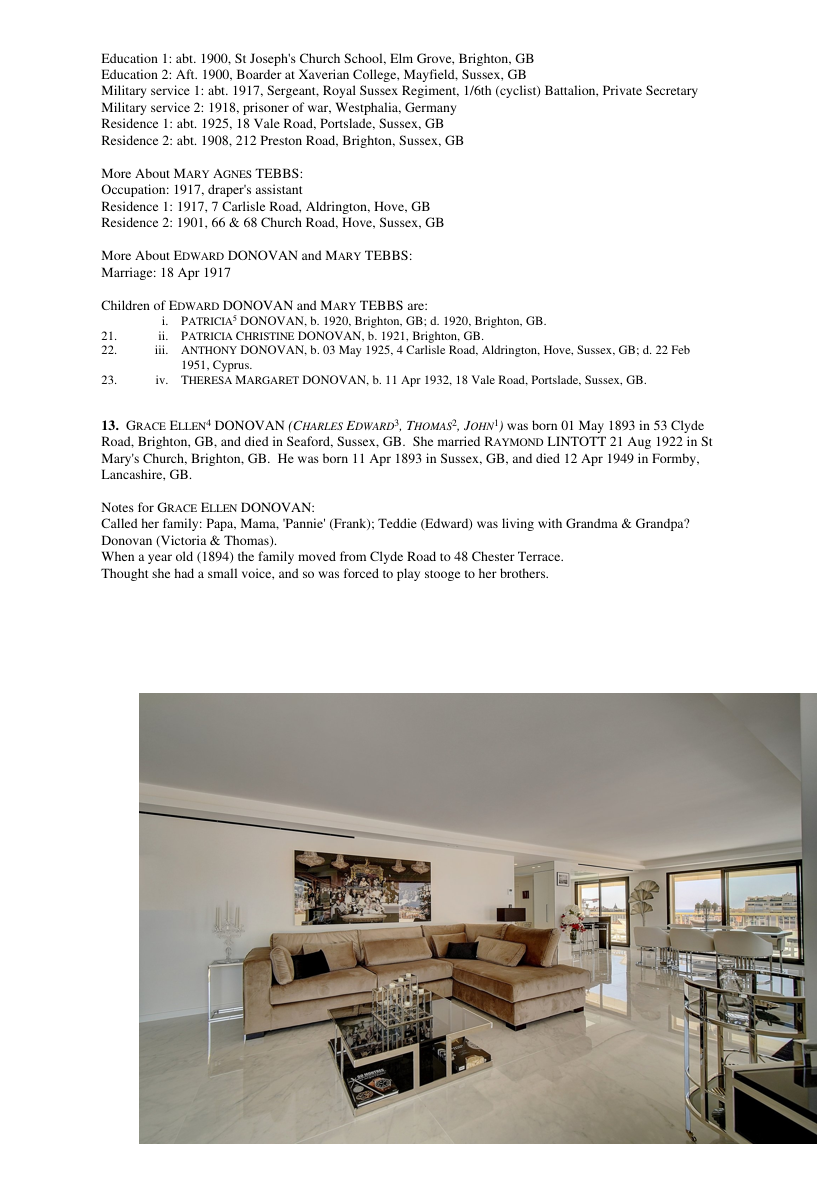 Education 1: abt. 1900, St Joseph's Church School, Elm Grove, Brighton, GB
Education 2: Aft. 1900, Boarder at Xaverian College, Mayfield, Sussex, GB
Military service 1: abt. 1917, Sergeant, Royal Sussex Regiment, 1/6th (cyclist) Battalion, Private Secretary
Military service 2: 1918, prisoner of war, Westphalia, Germany
Residence 1: abt. 1925, 18 Vale Road, Portslade, Sussex, GB
Residence 2: abt. 1908, 212 Preston Road, Brighton, Sussex, GB
More About MARY AGNES TEBBS:
Occupation: 1917, draper's assistant
Residence 1: 1917, 7 Carlisle Road, Aldrington, Hove, GB
Residence 2: 1901, 66 & 68 Church Road, Hove, Sussex, GB
More About EDWARD DONOVAN and MARY TEBBS:
Marriage: 18 Apr 1917
Children of EDWARD DONOVAN and MARY TEBBS are:
i. PATRICIA⁵ DONOVAN, b. 1920, Brighton, GB; d. 1920, Brighton, GB.
21. ii. PATRICIA CHRISTINE DONOVAN, b. 1921, Brighton, GB.
22. iii. ANTHONY DONOVAN, b. 03 May 1925, 4 Carlisle Road, Aldrington, Hove, Sussex, GB; d. 22 Feb
1951, Cyprus.
23. iv. THERESA MARGARET DONOVAN, b. 11 Apr 1932, 18 Vale Road, Portslade, Sussex, GB.
13. GRACE ELLEN⁴ DONOVAN (CHARLES EDWARD³, THOMAS², JOHN¹) was born 01 May 1893 in 53 Clyde
Road, Brighton, GB, and died in Seaford, Sussex, GB. She married RAYMOND LINTOTT 21 Aug 1922 in St
Mary's Church, Brighton, GB. He was born 11 Apr 1893 in Sussex, GB, and died 12 Apr 1949 in Formby,
Lancashire, GB.
Notes for GRACE ELLEN DONOVAN:
Called her family: Papa, Mama, 'Pannie' (Frank); Teddie (Edward) was living with Grandma & Grandpa?
Donovan (Victoria & Thomas).
When a year old (1894) the family moved from Clyde Road to 48 Chester Terrace.
Thought she had a small voice, and so was forced to play stooge to her brothers.